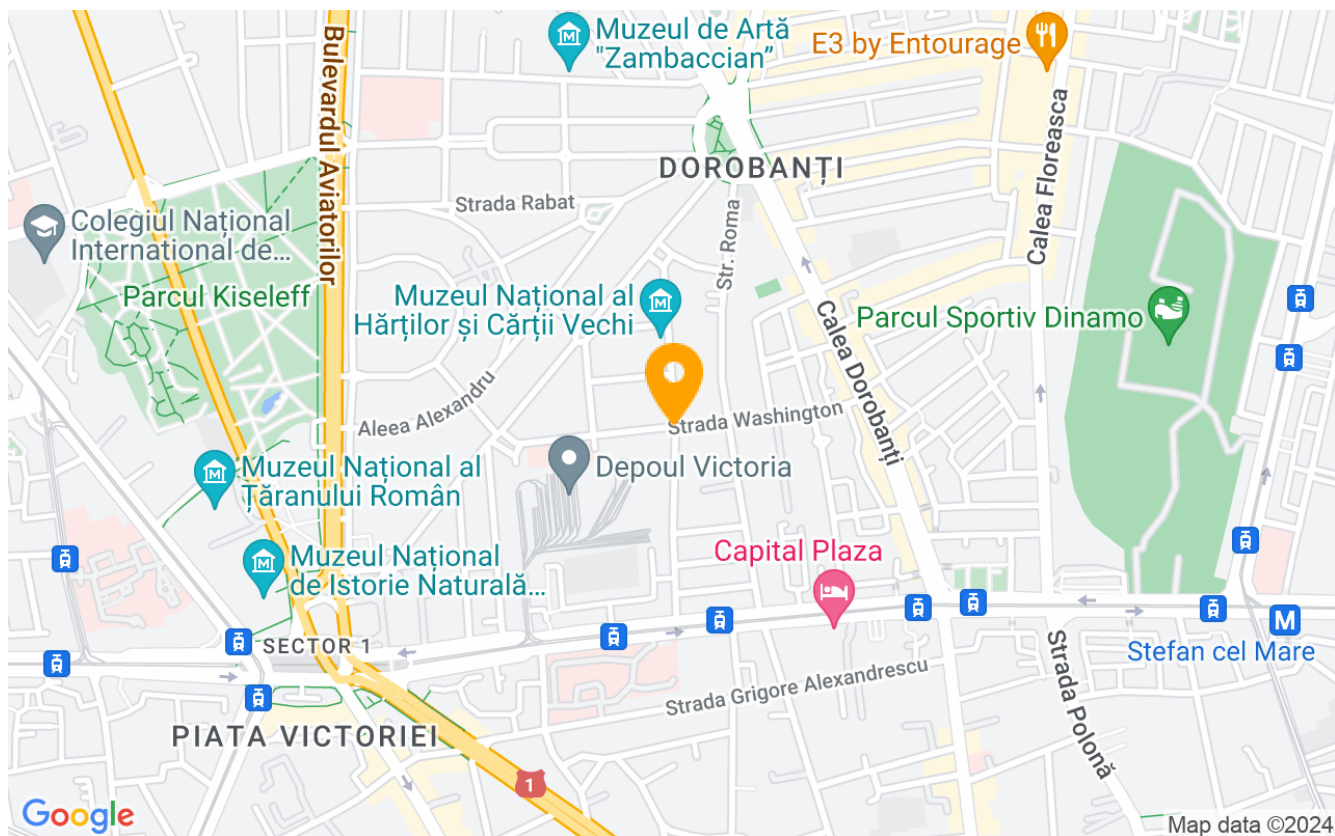 Muzeul de Artă
"Zambaccian”
E3 by Entourage
Bulevardul Aviatorilor
DOROBANȚI
Calea Floreasca
Strada Rabat
Colegiul Național
International de...
Str. Roma
Parcul Kiseleff
Muzeul Național al
Hărților și Cărții Vechi
Parcul Sportiv Dinamo
Calea Dorobanți
Aleea Alexandru
Strada Washington
Muzeul Național al
Țăranului Român
Depoul Victoria
Capital Plaza
Muzeul Național
de Istorie Naturală...
SECTOR 1
M
Stefan cel Mare
Strada Grigore Alexandrescu
Strada Polonă
PIATA VICTORIEI
1
Google
Map data ©2024